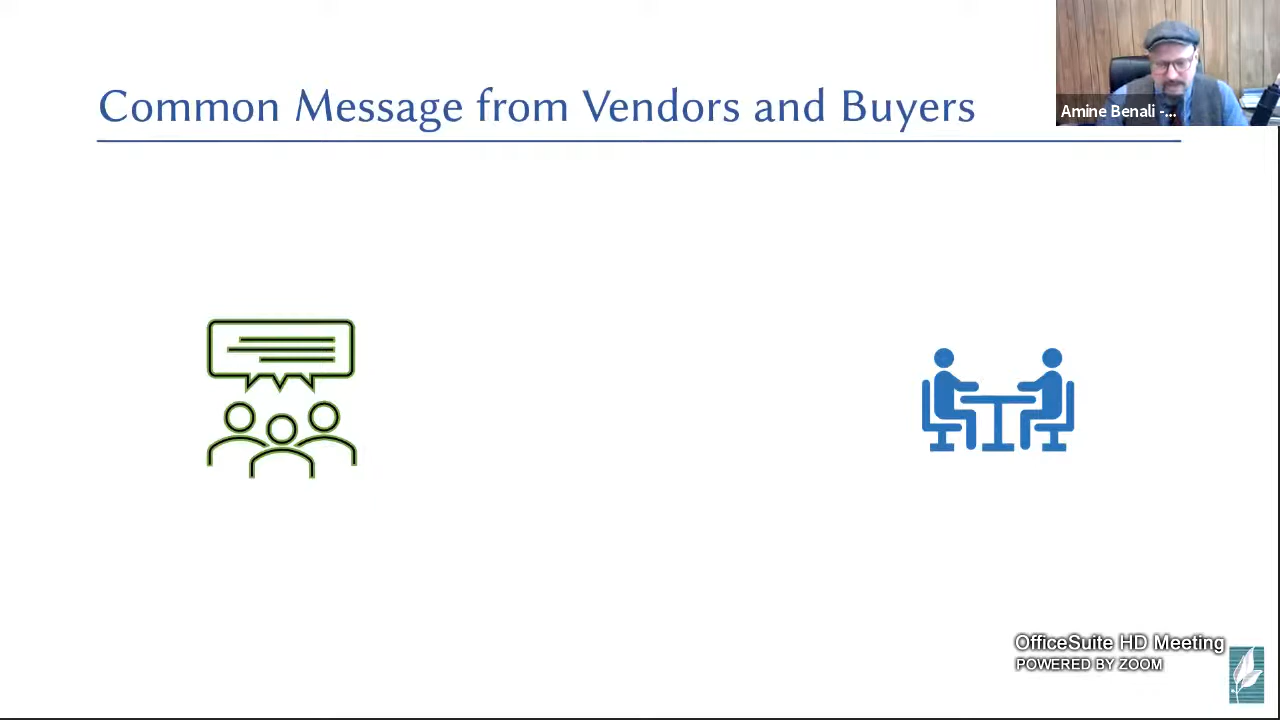 Common Message from Vendors and Buyers
Amine Benali -...
OfficeSuite HD Meeting
POWERED BY ZOOM